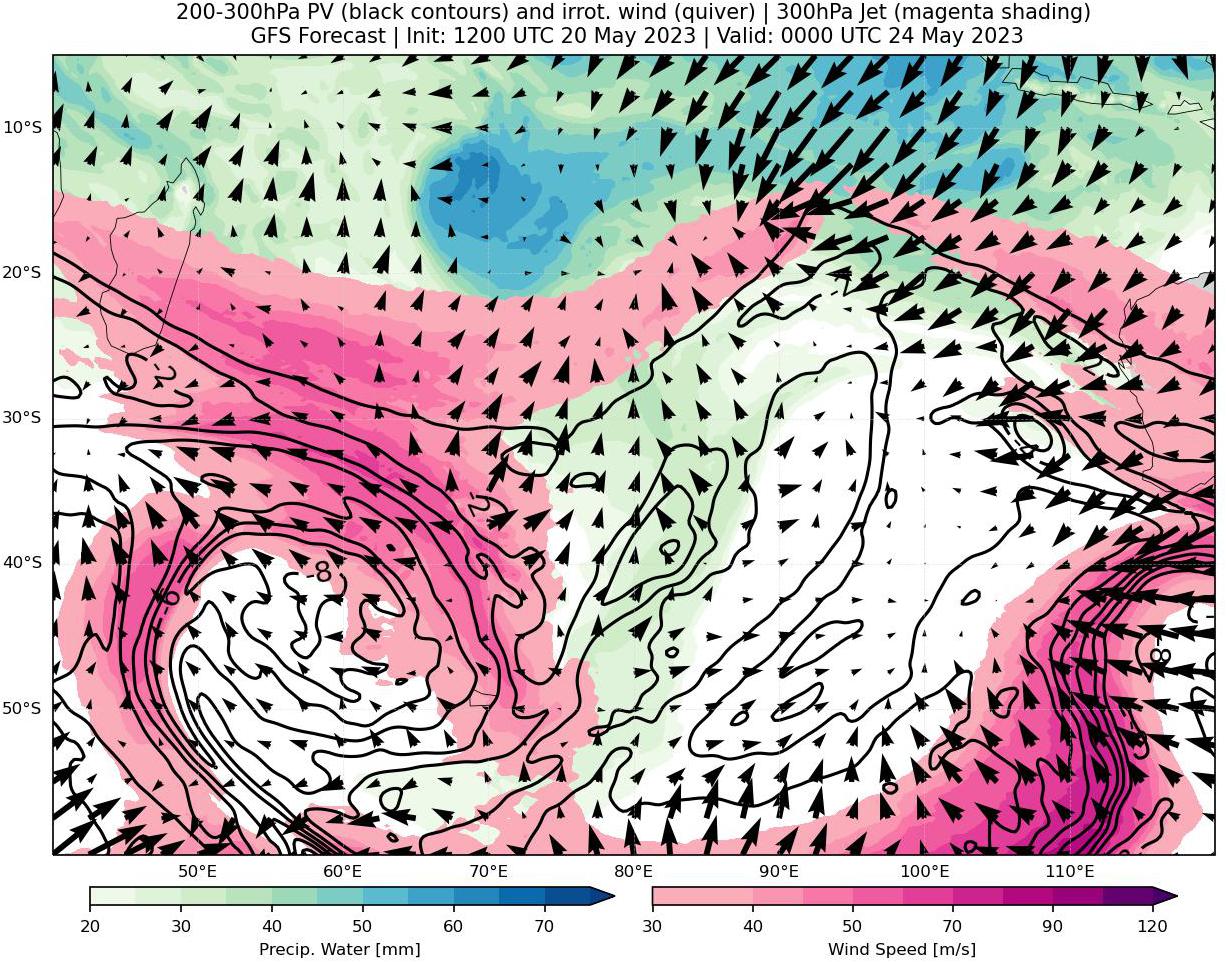 200-300hPa PV (black contours) and irrot. wind (quiver) | 300hPa Jet (magenta shading)
GFS Forecast | Init: 1200 UTC 20 May 2023 | Valid: 0000 UTC 24 May 2023
10°S
20°S
-2
30°S
-2
40°S
-8
-6
-8
50°S
50°E 60°E 70°E 80°E 90°E 100°E 110°E
20 30 40 50 60 70 30 40 50 70 90 120
Precip. Water [mm] Wind Speed [m/s]